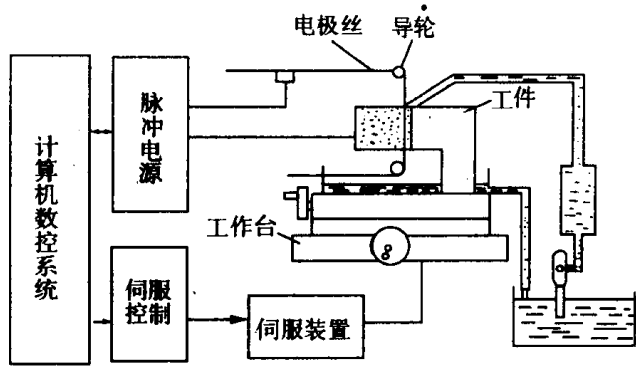 电极丝
导轮
脉冲电源
工件
计算机数控系统
工作台
伺服
控制
伺服装置